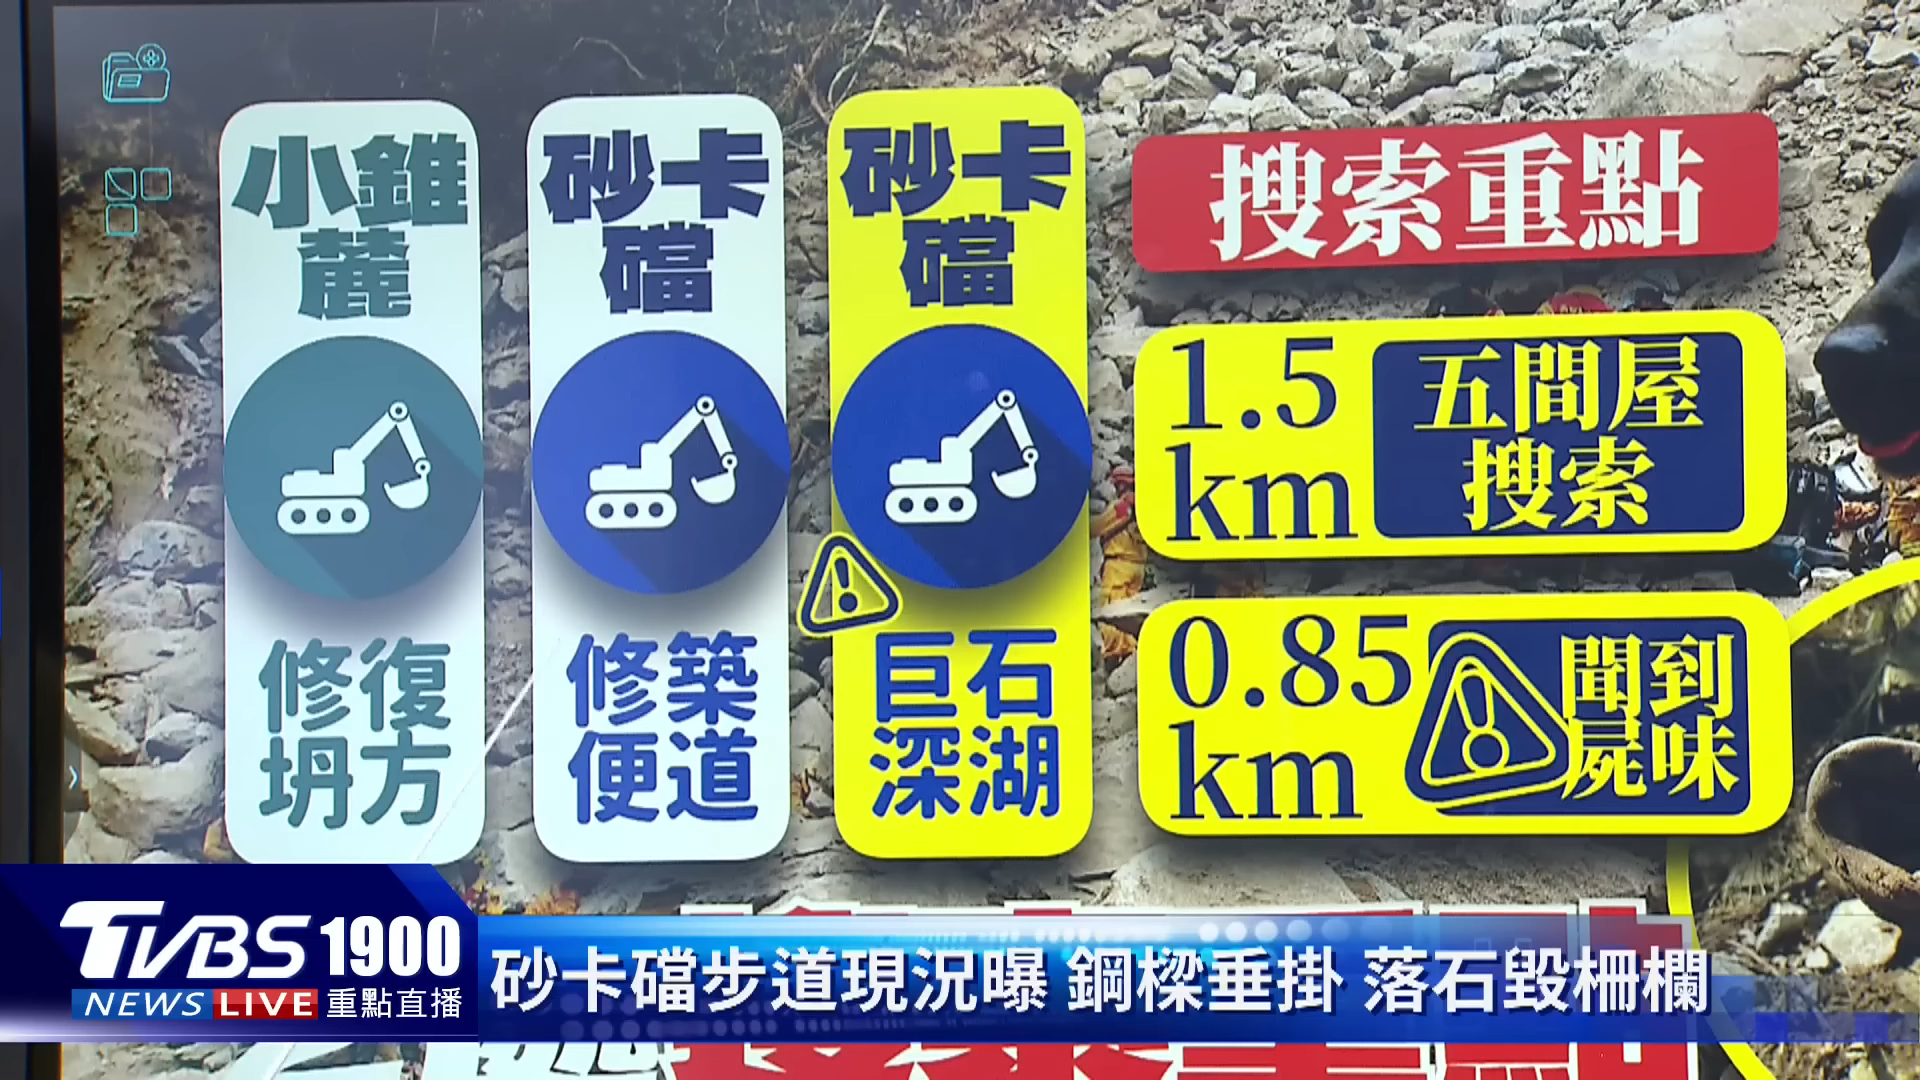 小錐
麓
修復
坍方
砂卡
礑
修築
便道
砂卡
礑
巨石
深湖
搜索重點
1.5
km
五間屋
搜索
0.85
km
聞到
屍味
TVBS 1900
NEWS LIVE 重點直播
砂卡礑步道現況曝 鋼樑垂掛 落石毀柵欄